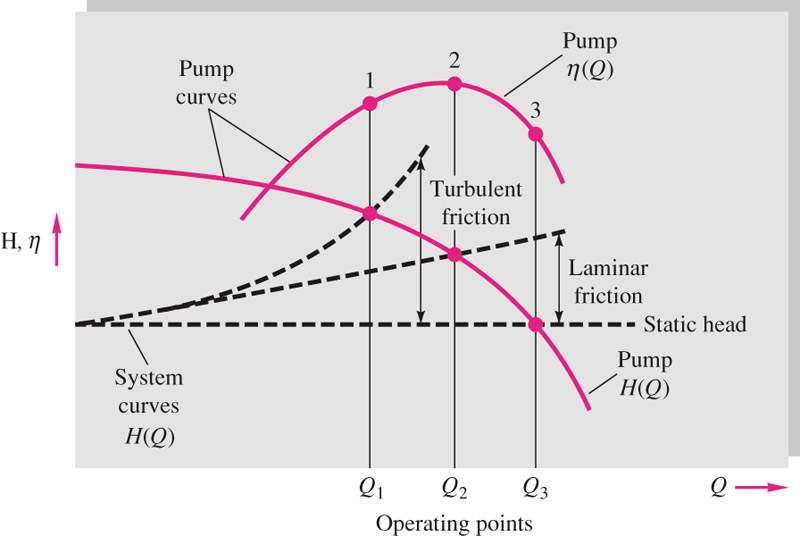 Pump
η(Q)
Pump
curves
1
2
3
Turbulent
friction
H, η
Laminar
friction
Static head
System
curves
H(Q)
Pump
H(Q)
Q1
Q2
Q3
Q
Operating points